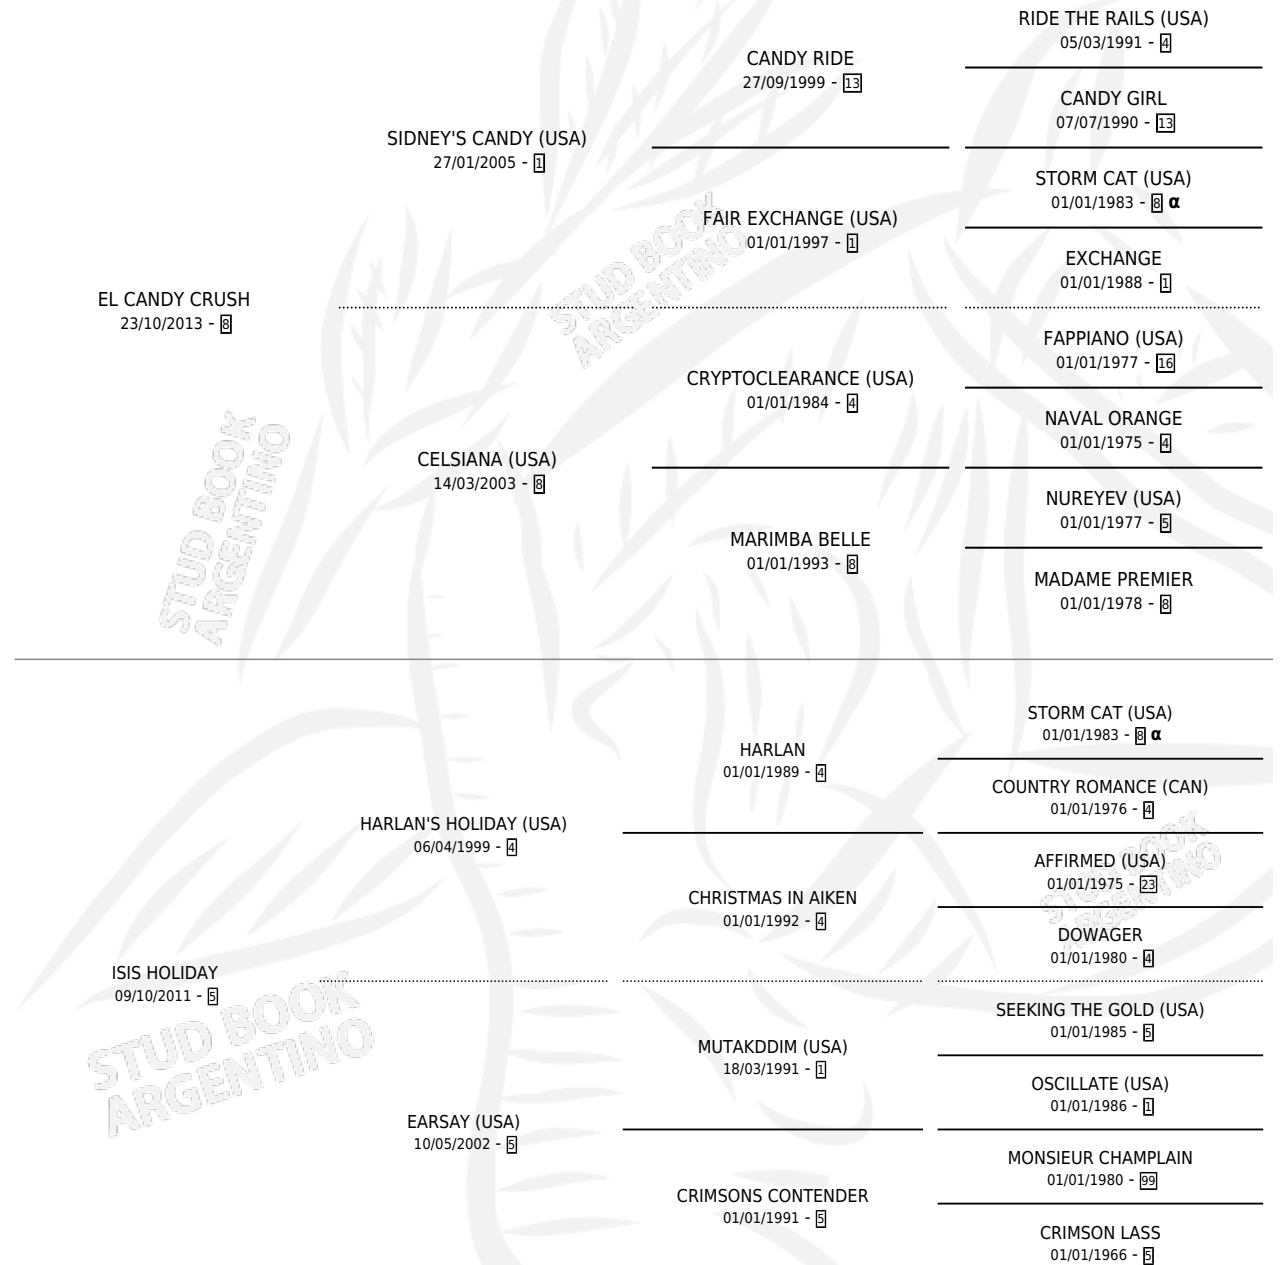 RIDE THE RAILS (USA)
05/03/1991 - 4
CANDY RIDE
27/09/1999 - 13
CANDY GIRL
07/07/1990 - 13
SIDNEY'S CANDY (USA)
27/01/2005 - 1
STORM CAT (USA)
01/01/1983 - 8 α
FAIR EXCHANGE (USA)
01/01/1997 - 1
EXCHANGE
01/01/1988 - 1
EL CANDY CRUSH
23/10/2013 - 8
FAPPIANO (USA)
01/01/1977 - 16
CRYPTOCLEARANCE (USA)
01/01/1984 - 4
NAVAL ORANGE
01/01/1975 - 4
CELSIANA (USA)
14/03/2003 - 8
NUREYEV (USA)
01/01/1977 - 5
MARIMBA BELLE
01/01/1993 - 8
MADAME PREMIER
01/01/1978 - 8
STORM CAT (USA)
01/01/1983 - 8 α
HARLAN
01/01/1989 - 4
COUNTRY ROMANCE (CAN)
01/01/1976 - 4
HARLAN'S HOLIDAY (USA)
06/04/1999 - 4
AFFIRMED (USA)
01/01/1975 - 23
CHRISTMAS IN AIKEN
01/01/1992 - 4
DOWAGER
01/01/1980 - 4
ISIS HOLIDAY
09/10/2011 - 5
SEEKING THE GOLD (USA)
01/01/1985 - 5
MUTAKDDIM (USA)
18/03/1991 - 1
OSCILLATE (USA)
01/01/1986 - 1
EARSAY (USA)
10/05/2002 - 5
MONSIEUR CHAMPLAIN
01/01/1980 - 99
CRIMSONS CONTENDER
01/01/1991 - 5
CRIMSON LASS
01/01/1966 - 5
STUD BOOK
ARGENTINO
STUD BOOK
ARGENTINO
STUD BOOK
ARGENTINO
STUD BOOK
ARGENTINO